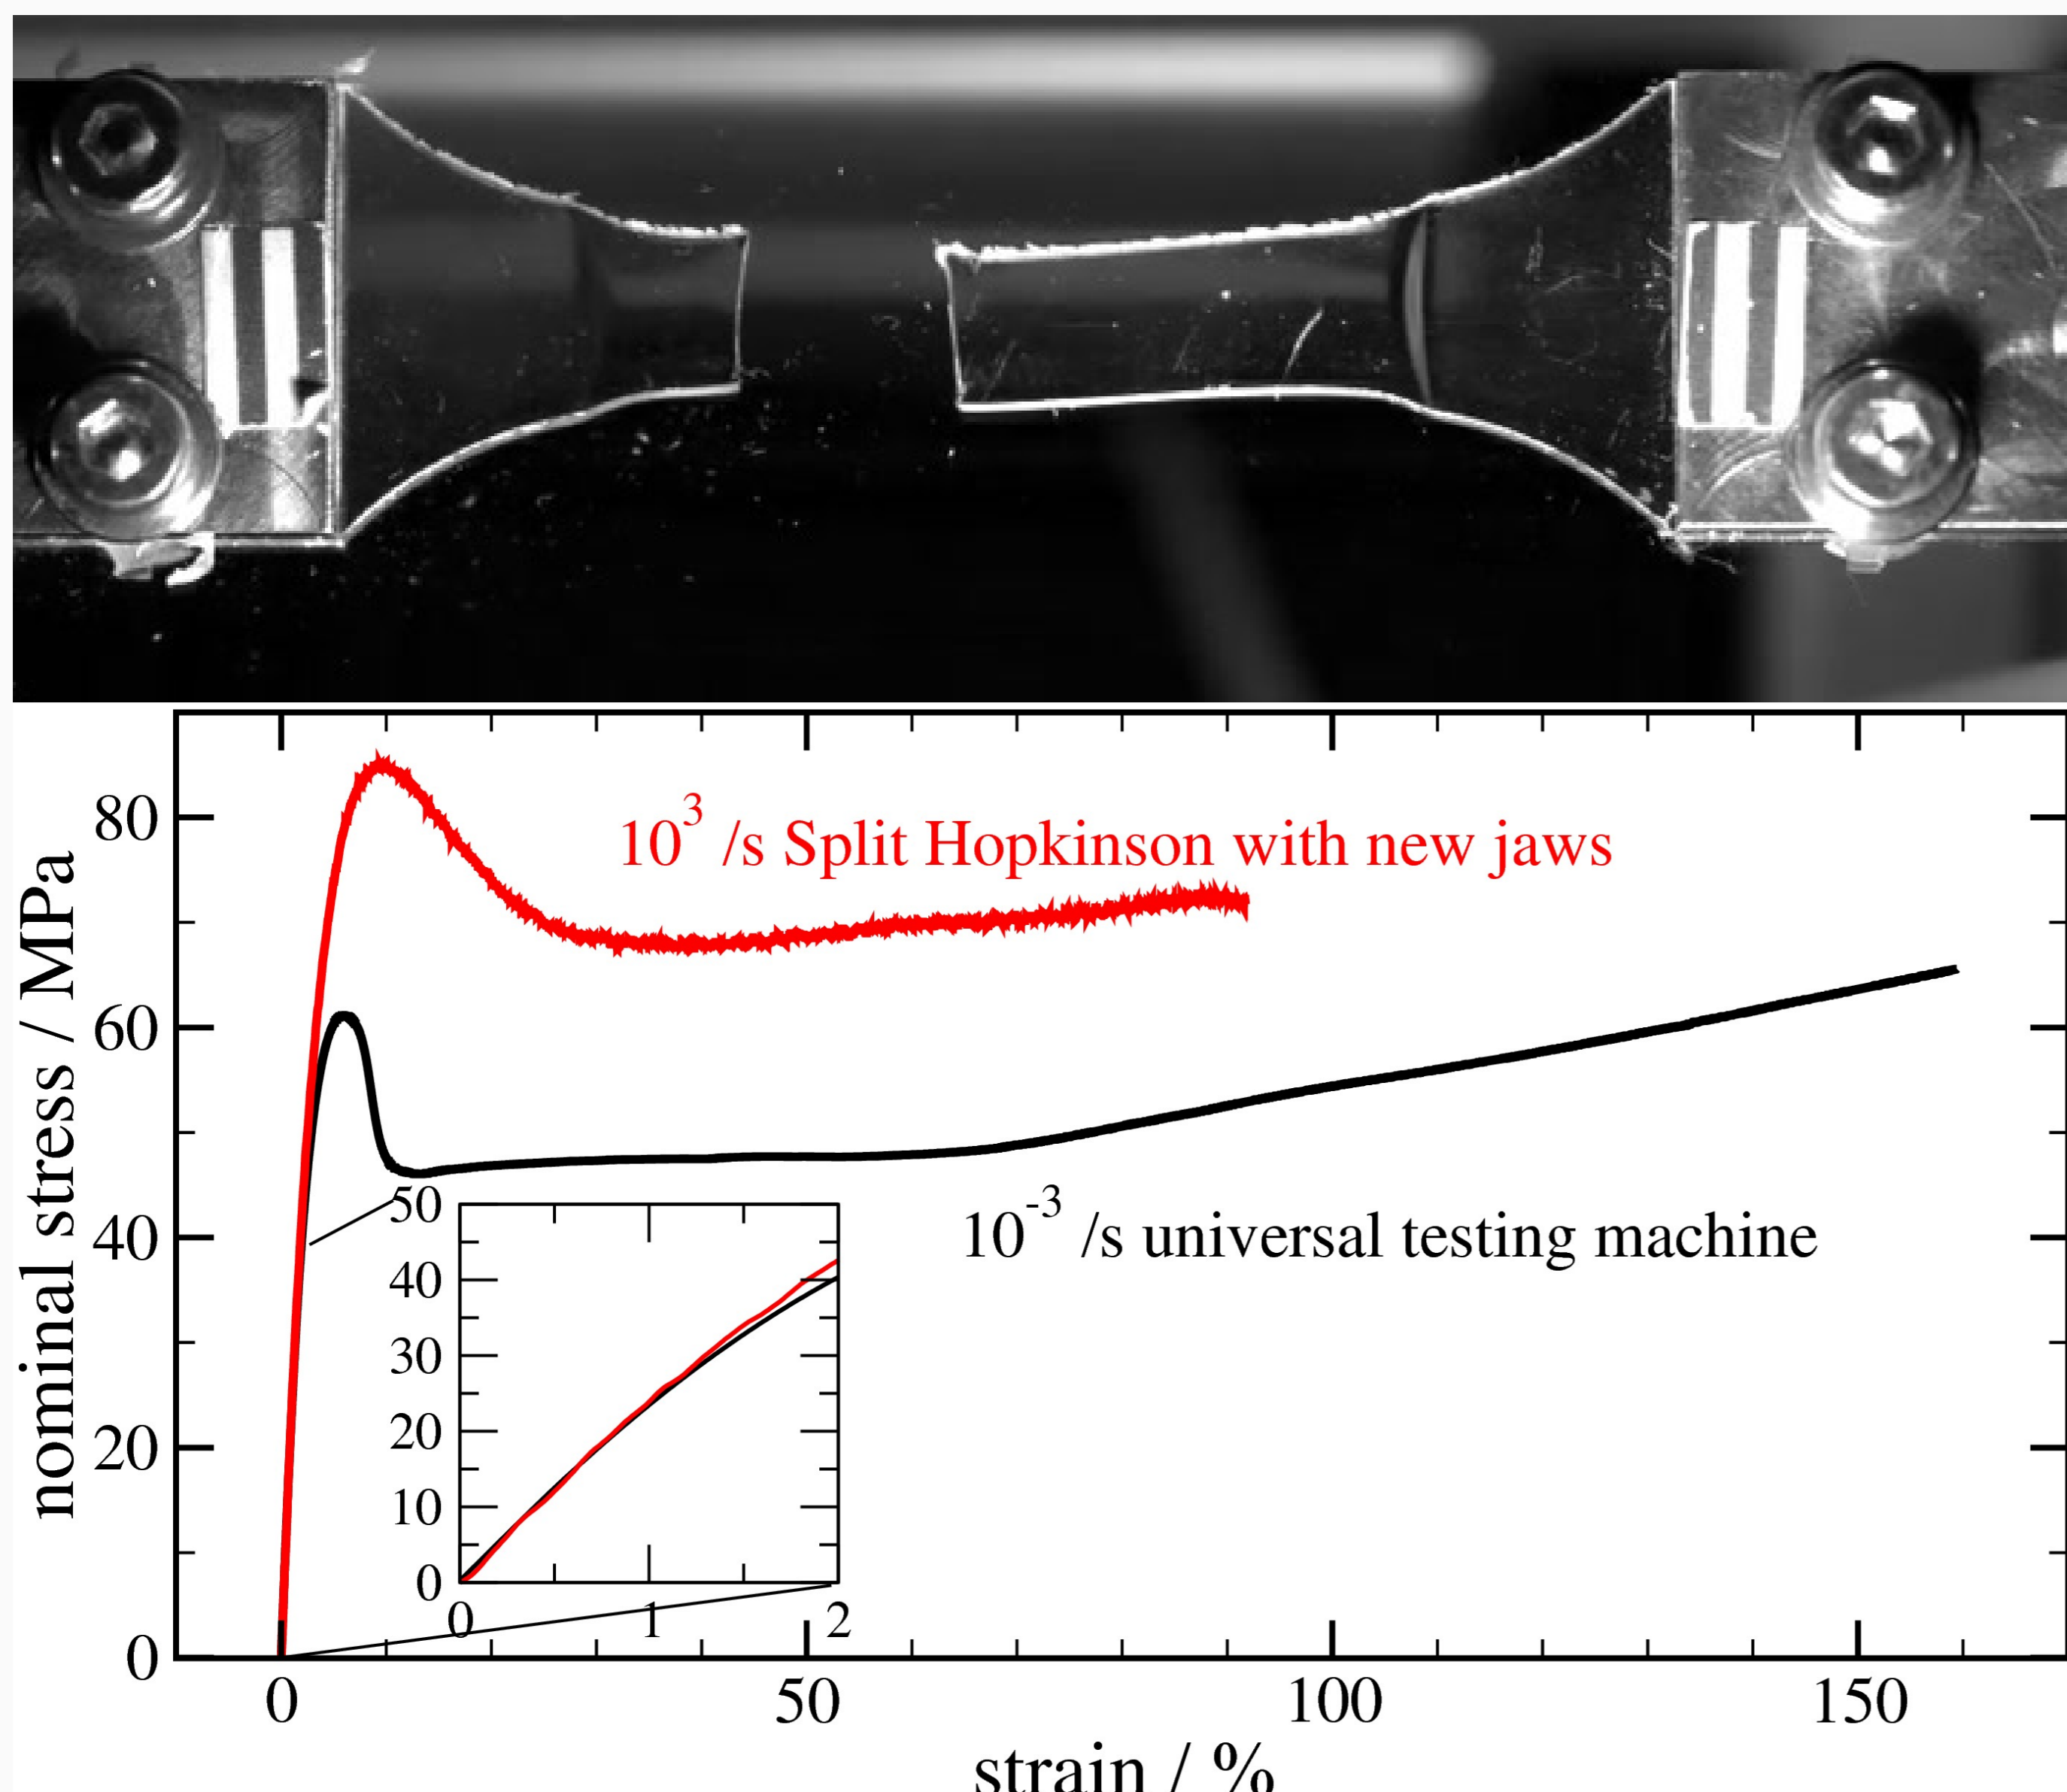 80
60
40
20
0
nominal stress / MPa
10³ /s Split Hopkinson with new jaws
10⁻³ /s universal testing machine
50
40
30
20
10
0
0 1 2
0 50 100 150
strain / %